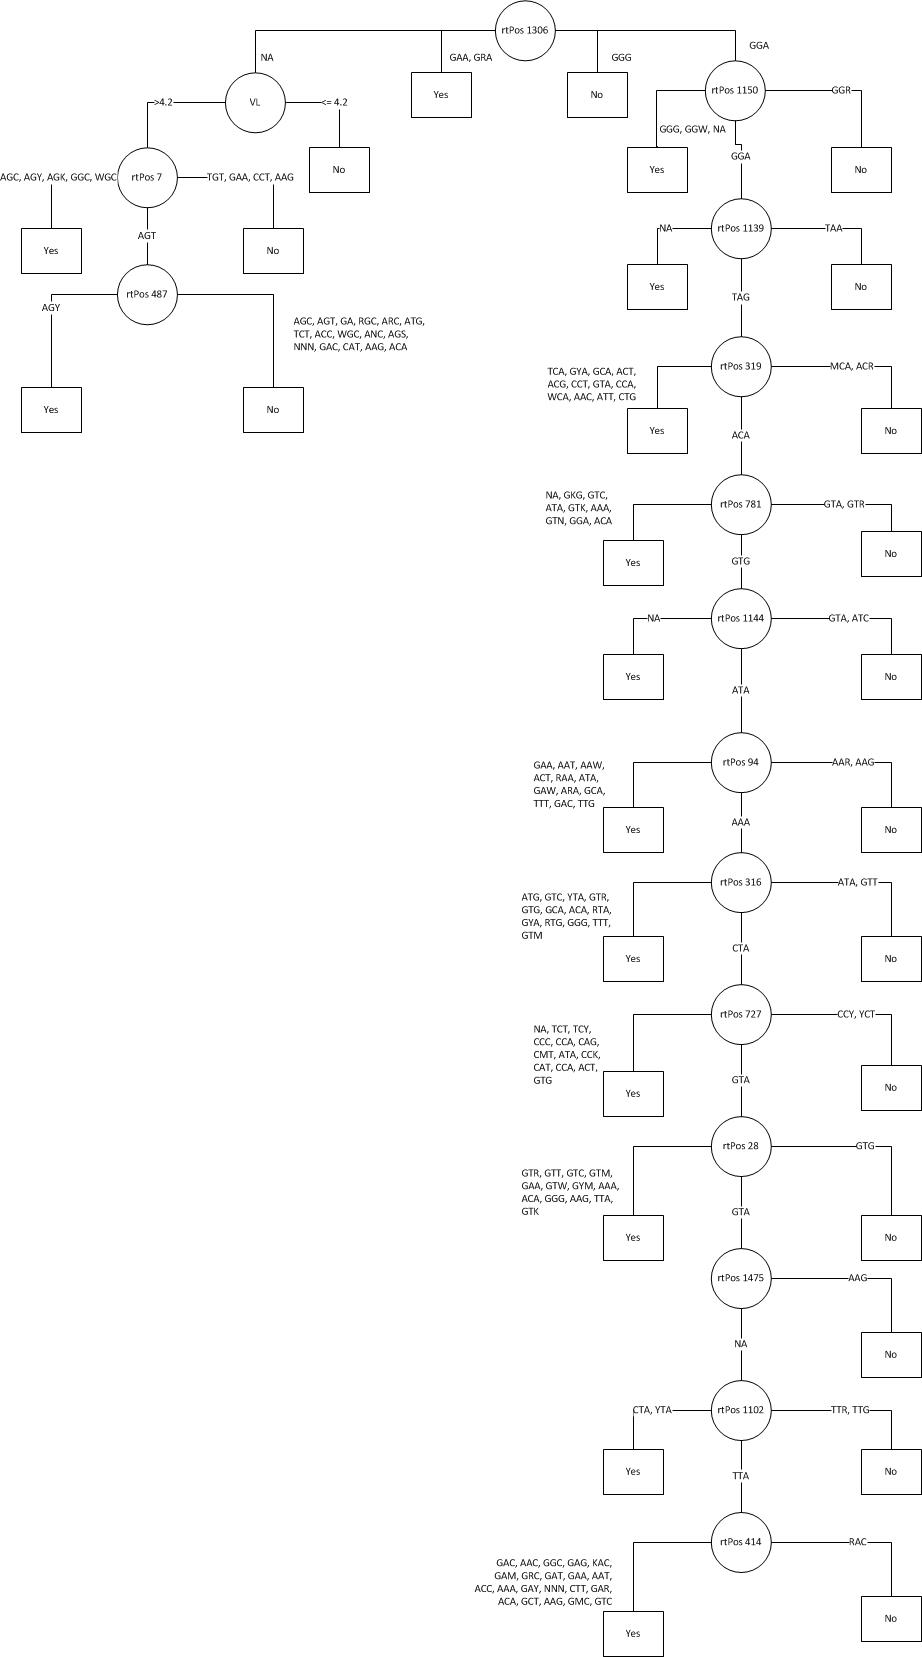 rtPos 1306
NA
GAA, GRA
GGG
GGA
Yes
No
VL
>4.2
<= 4.2
No
rtPos 1150
GGG, GGW, NA
GGR
GGA
Yes
No
rtPos 7
AGC, AGY, AGK, GGC, WGC
TGT, GAA, CCT, AAG
AGT
Yes
No
rtPos 487
AGY
AGC, AGT, GA, RGC, ARC, ATG,
TCT, ACC, WGC, ANC, AGS,
NNN, GAC, CAT, AAG, ACA
Yes
No
rtPos 1139
NA
TAA
TAG
Yes
No
rtPos 319
TCA, GYA, GCA, ACT,
ACG, CCT, GTA, CCA,
WCA, AAC, ATT, CTG
MCA, ACR
ACA
Yes
No
rtPos 781
NA, GKG, GTC,
ATA, GTK, AAA,
GTN, GGA, ACA
GTA, GTR
GTG
Yes
No
rtPos 1144
NA
GTA, ATC
ATA
Yes
No
rtPos 94
GAA, AAT, AAW,
ACT, RAA, ATA,
GAW, ARA, GCA,
TTT, GAC, TTG
AAR, AAG
AAA
Yes
No
rtPos 316
ATG, GTC, YTA, GTR,
GTG, GCA, ACA, RTA,
GYA, RTG, GGG, TTT,
GTM
ATA, GTT
CTA
Yes
No
rtPos 727
NA, TCT, TCY,
CCC, CCA, CAG,
CMT, ATA, CCK,
CAT, CCA, ACT,
GTG
CCY, YCT
GTA
Yes
No
rtPos 28
GTR, GTT, GTC, GTM,
GAA, GTW, GYM, AAA,
ACA, GGG, AAG, TTA,
GTK
GTG
GTA
Yes
No
rtPos 1475
AAG
NA
No
rtPos 1102
CTA, YTA
TTR, TTG
TTA
Yes
No
rtPos 414
GAC, AAC, GGC, GAG, KAC,
GAM, GRC, GAT, GAA, AAT,
ACC, AAA, GAY, NNN, CTT, GAR,
ACA, GCT, AAG, GMC, GTC
RAC
Yes
No